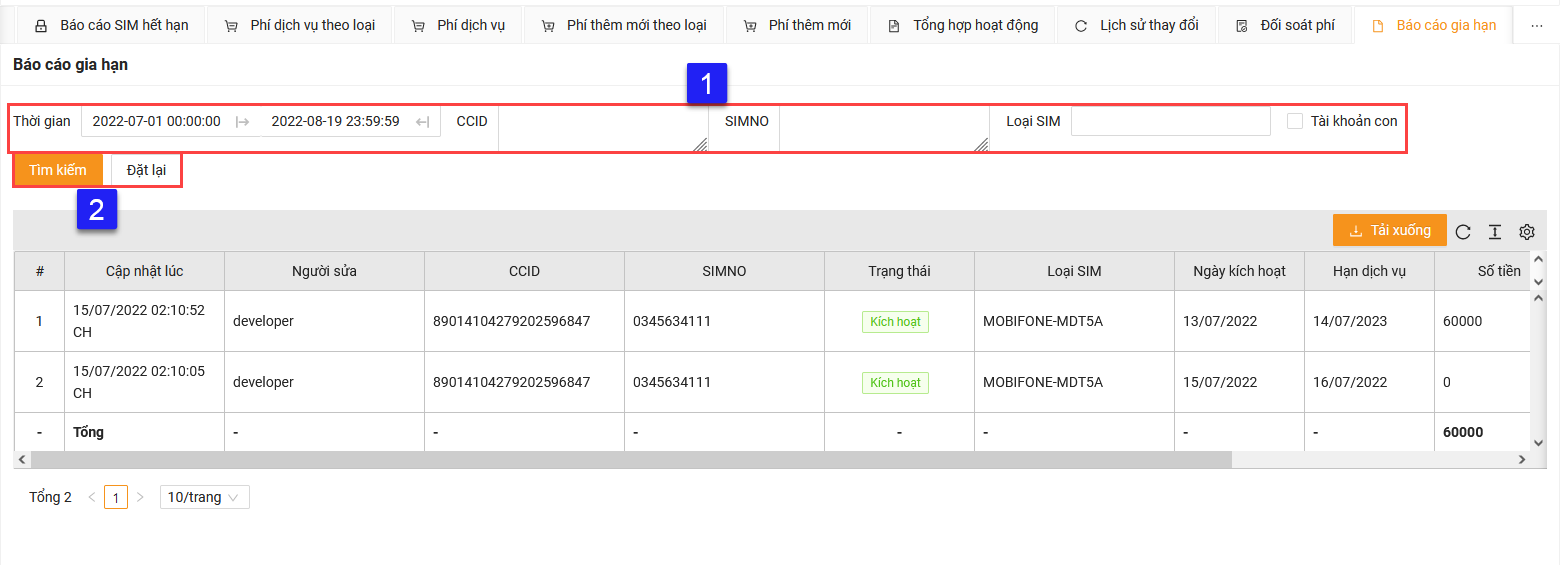 Báo cáo SIM hết hạn Phí dịch vụ theo loại Phí dịch vụ Phí thêm mới theo loại Phí thêm mới Tổng hợp hoạt động Lịch sử thay đổi Đối soát phí Báo cáo gia hạn ...
Báo cáo gia hạn
1
Thời gian 2022-07-01 00:00:00 2022-08-19 23:59:59 CCID SIMNO Loại SIM Tài khoản con
Tìm kiếm Đặt lại
2
Tải xuống
# Cập nhật lúc Người sửa CCID SIMNO Trạng thái Loại SIM Ngày kích hoạt Hạn dịch vụ Số tiền
1 15/07/2022 02:10:52 CH developer 89014104279202596847 0345634111 Kích hoạt MOBIFONE-MDT5A 13/07/2022 14/07/2023 60000
2 15/07/2022 02:10:05 CH developer 89014104279202596847 0345634111 Kích hoạt MOBIFONE-MDT5A 15/07/2022 16/07/2022 0
- Tổng - - - - - - - 60000
Tổng 2 < 1 > 10/trang